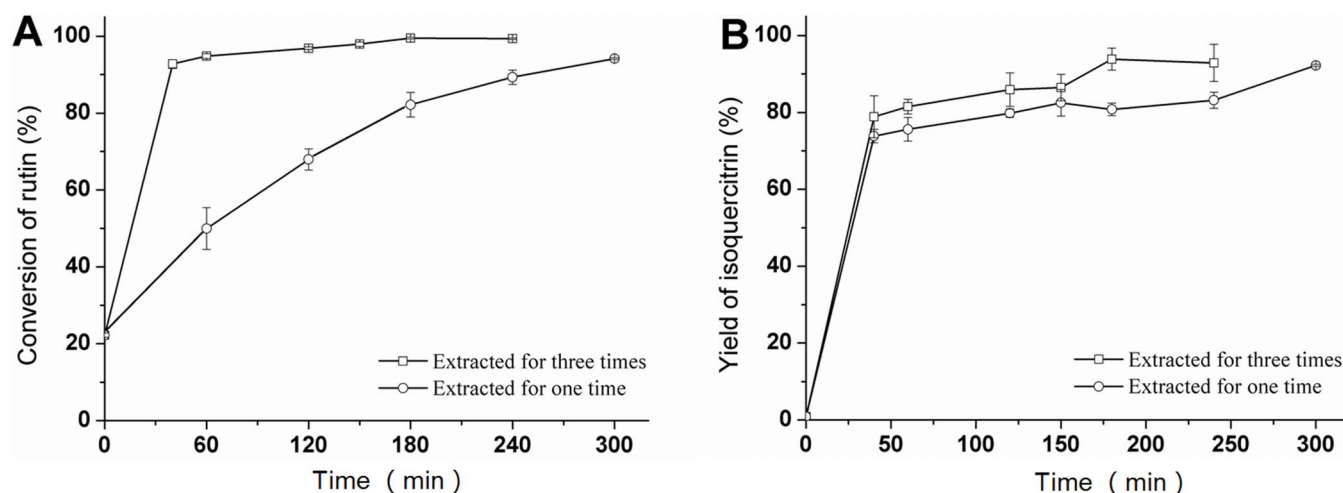 A
Conversion of rutin (%)
100
80
60
40
20
0
Extracted for three times
Extracted for one time
0 60 120 180 240 300
Time ( min )
B
Yield of isoquercitrin (%)
100
80
60
40
20
0
Extracted for three times
Extracted for one time
0 50 100 150 200 250 300
Time ( min )